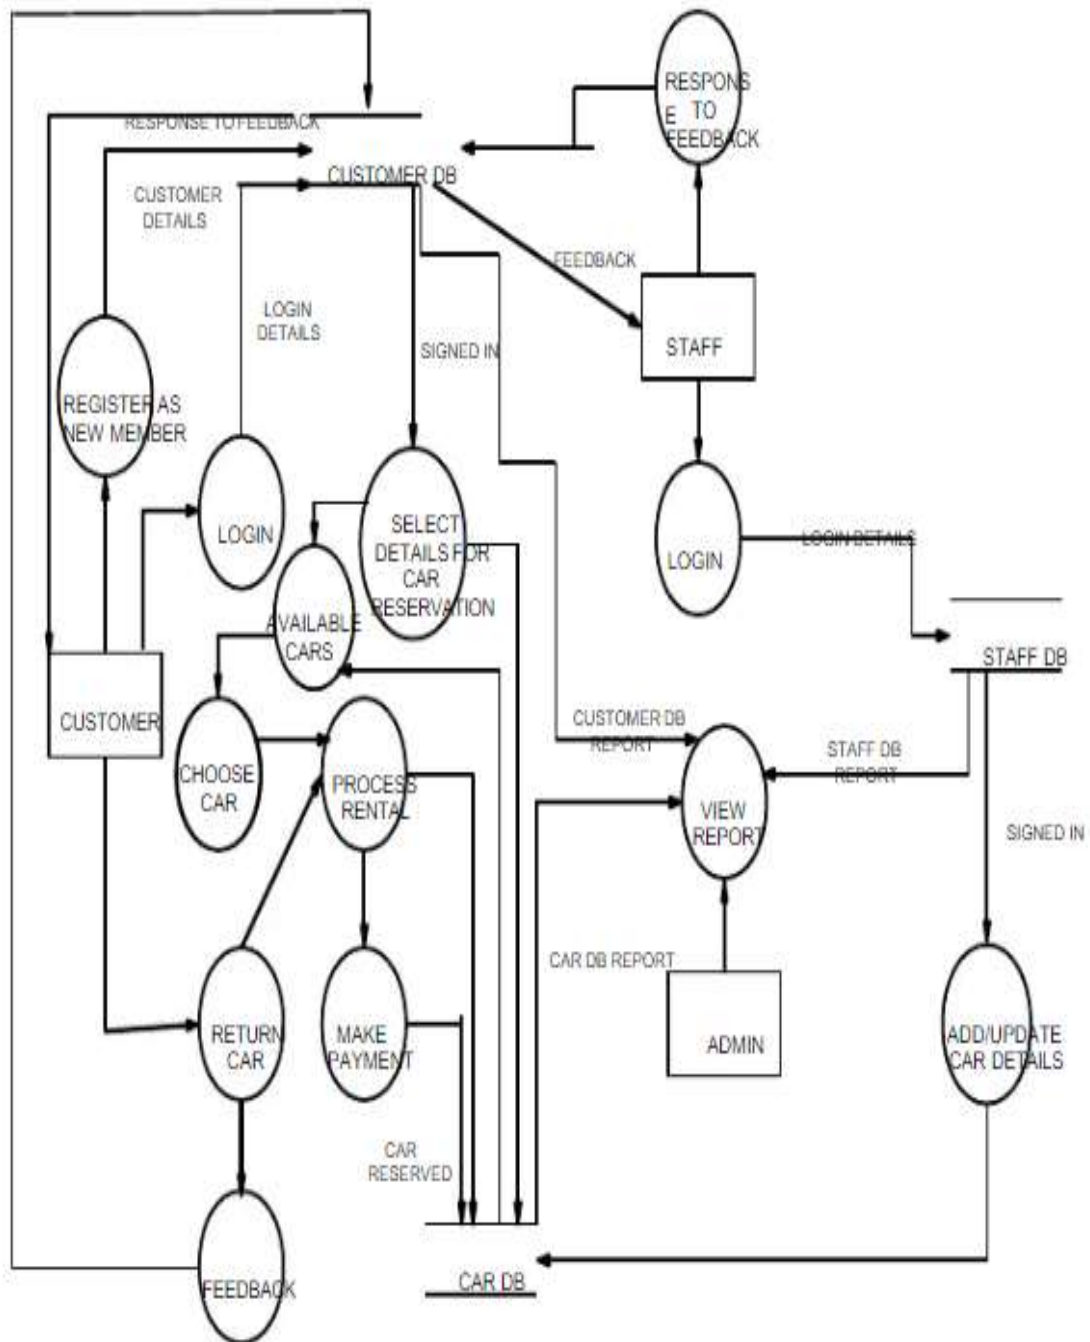 RESPONS
E TO
FEEDBACK
RESPONSE TO FEEDBACK
CUSTOMER DB
CUSTOMER
DETAILS
FEEDBACK
LOGIN
DETAILS
SIGNED IN
STAFF
REGISTER AS
NEW MEMBER
LOGIN
SELECT
DETAILS FOR
CAR
RESERVATION
LOGIN
LOGIN DETAILS
AVAILABLE
CARS
STAFF DB
CUSTOMER
CUSTOMER DB
REPORT
STAFF DB
REPORT
CHOOSE
CAR
PROCESS
RENTAL
VIEW
REPORT
SIGNED IN
CAR DB REPORT
RETURN
CAR
MAKE
PAYMENT
ADMIN
ADD/UPDATE
CAR DETAILS
CAR
RESERVED
FEEDBACK
CAR DB